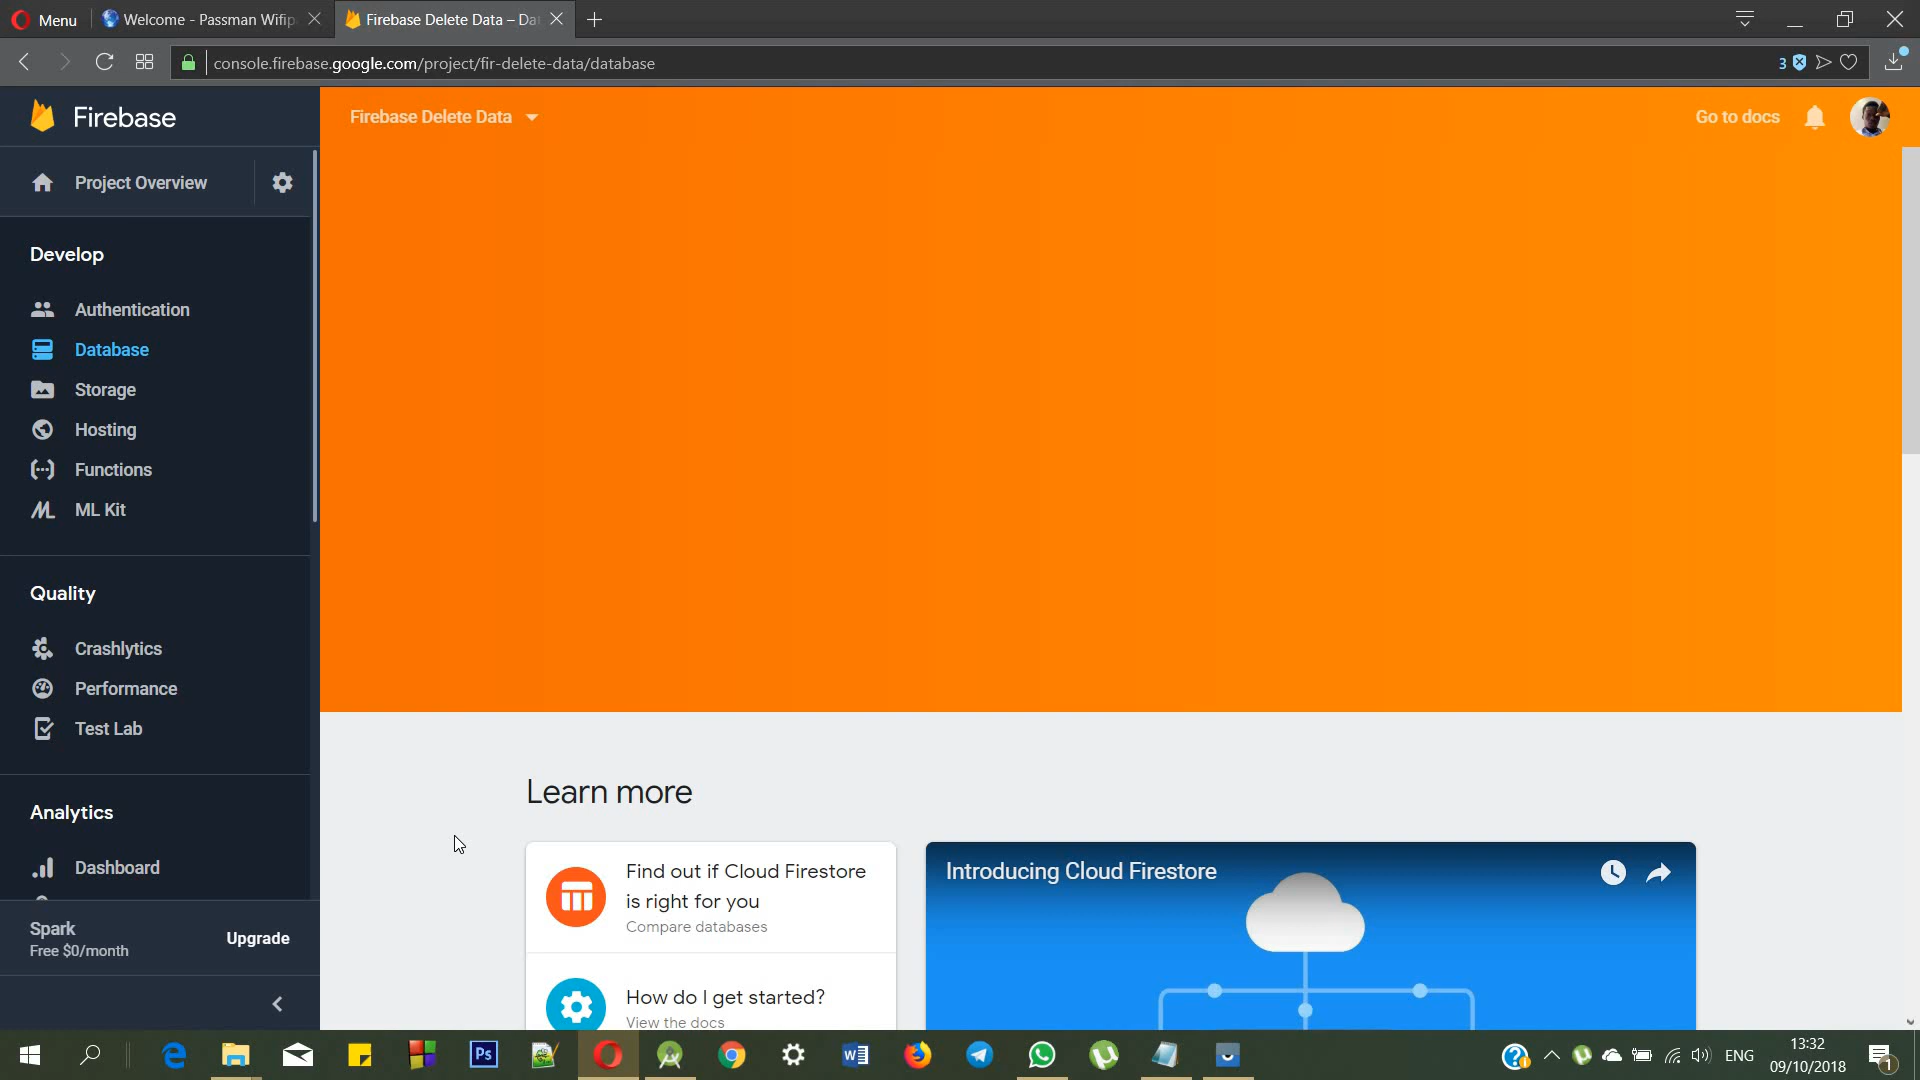 Menu
Welcome - Passman Wifip
Firebase Delete Data – Dat
console.firebase.google.com/project/fir-delete-data/database
3
Firebase
Firebase Delete Data
Go to docs
Project Overview
Develop
Authentication
Database
Storage
Hosting
Functions
ML Kit
Quality
Crashlytics
Performance
Test Lab
Analytics
Dashboard
Spark
Free $0/month
Upgrade
Learn more
Find out if Cloud Firestore
is right for you
Compare databases
How do I get started?
View the docs
Introducing Cloud Firestore
Ps
ENG
13:32
09/10/2018
1